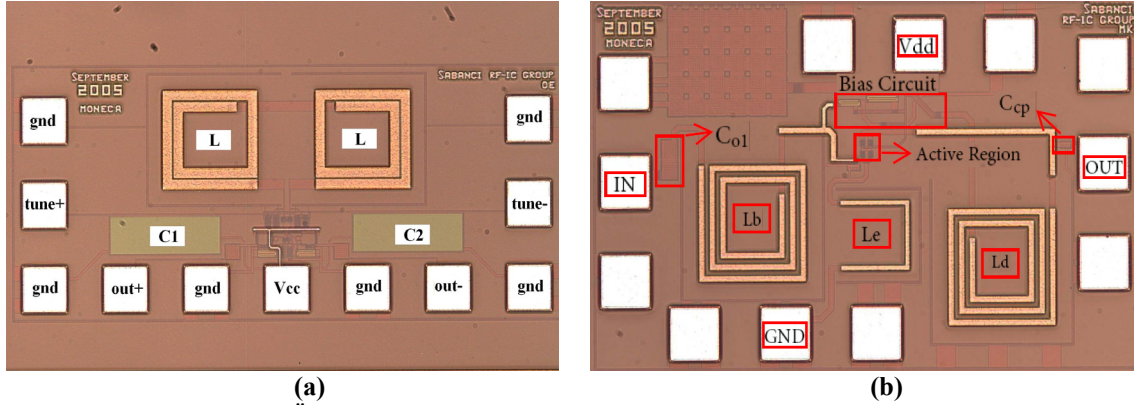 SEPTEMBER
2005
MONECA
SABANCI RF-IC GROUP
OE
gnd
L
L
gnd
tune+
tune-
C1
C2
gnd
out+
gnd
Vcc
gnd
out-
gnd
(a)
SEPTEMBER
2005
MONECA
SABANCI
RF-IC GROUP
MK
Vdd
Bias Circuit
Ccp
Co1
Active Region
IN
OUT
Lb
Le
Ld
GND
(b)